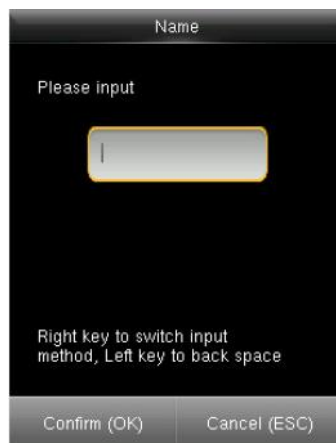 Name
Please input
Right key to switch input
method, Left key to back space
Confirm (OK) Cancel (ESC)